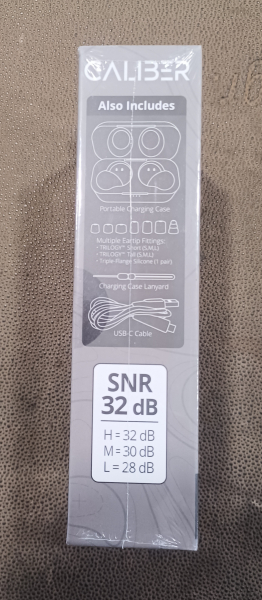 CALIBER
Also Includes
Portable Charging Case
Multiple Eartip Fittings:
• TRILOGY™ Short (S,M,L)
• TRILOGY™ Tall (S,M,L)
• Triple-Flange Silicone (1 pair)
Charging Case Lanyard
USB-C Cable
SNR
32 dB
H = 32 dB
M = 30 dB
L = 28 dB